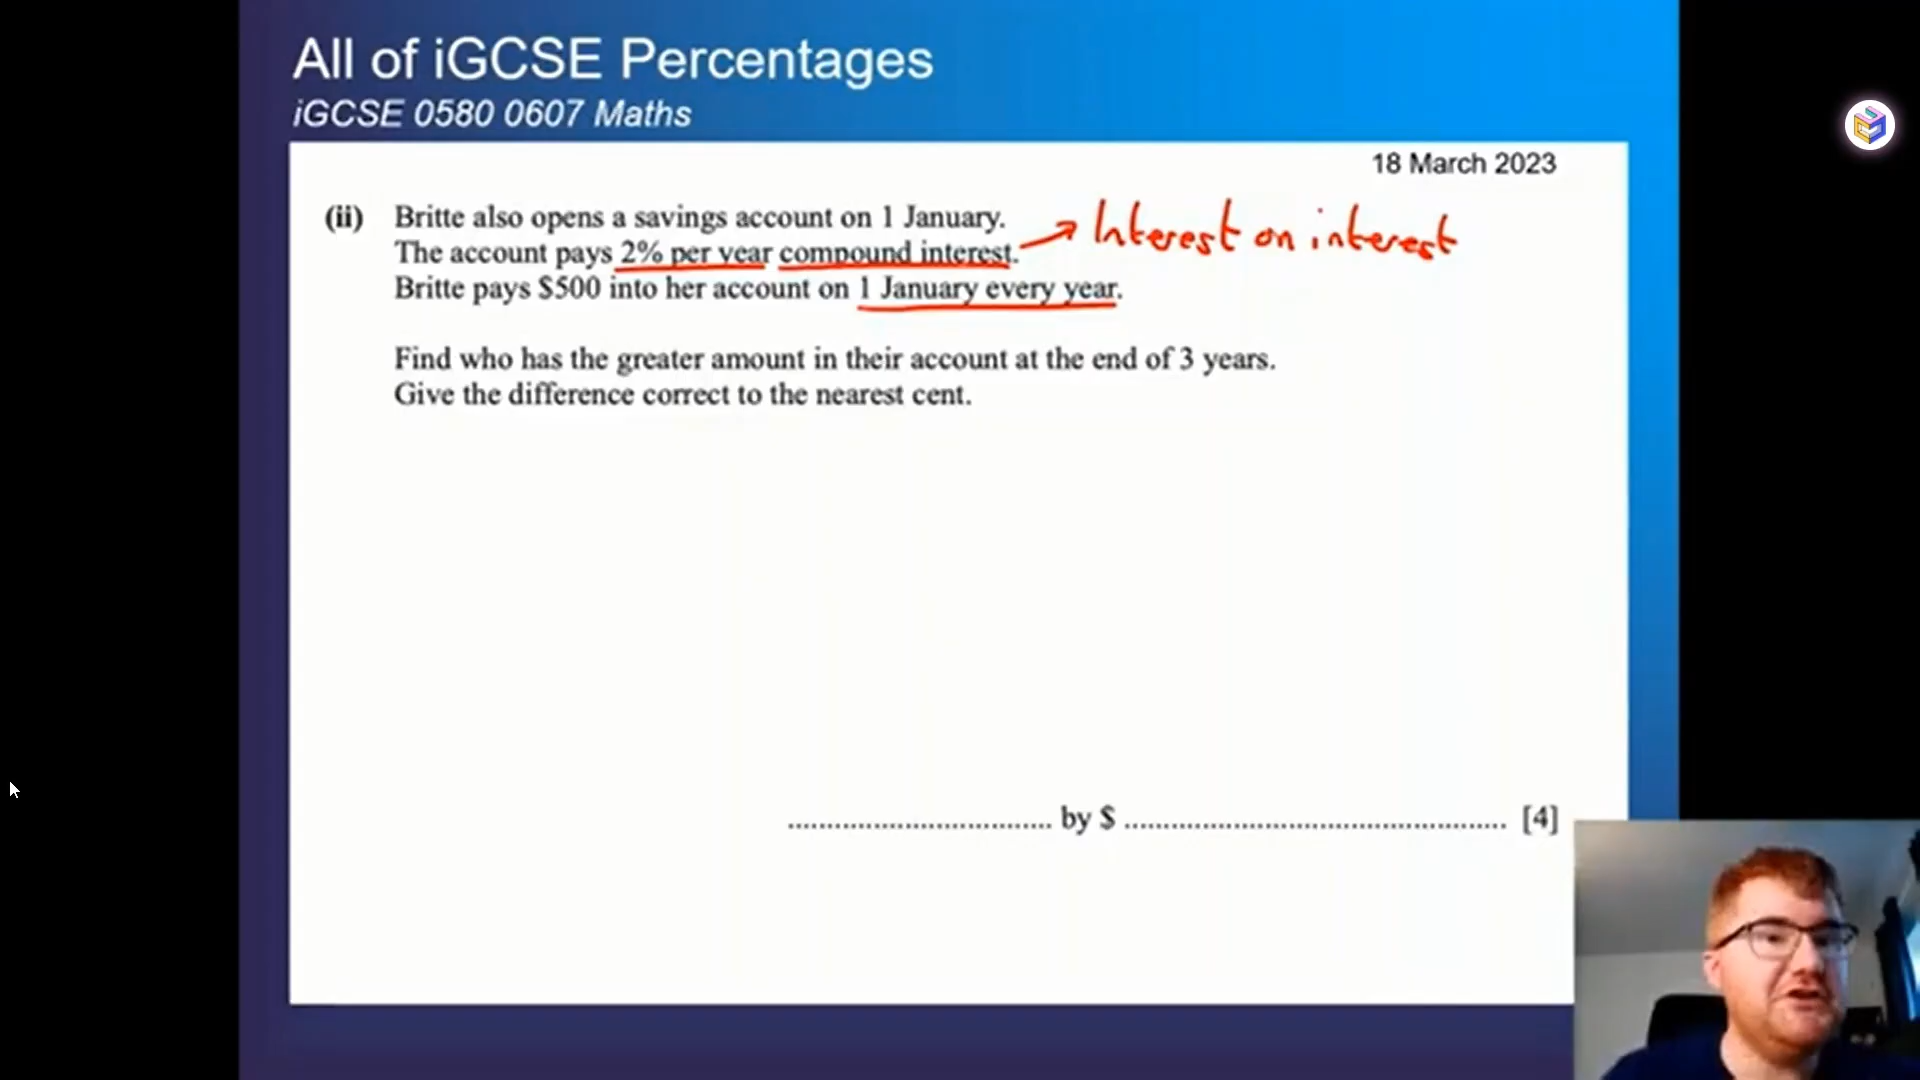 All of iGCSE Percentages
iGCSE 0580 0607 Maths
18 March 2023
(ii) Britte also opens a savings account on 1 January.
The account pays 2% per year compound interest.
Interest on interest
Britte pays $500 into her account on 1 January every year.
Find who has the greater amount in their account at the end of 3 years.
Give the difference correct to the nearest cent.
.................................. by $ .................................................. [4]